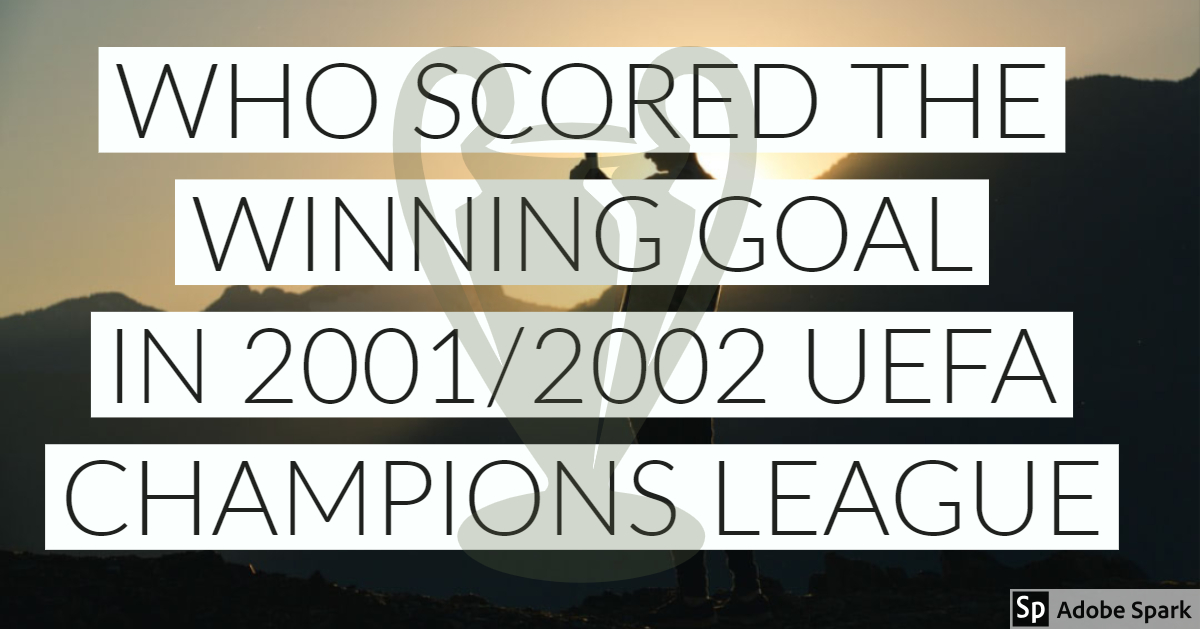 WHO SCORED THE
WINNING GOAL
IN 2001/2002 UEFA
CHAMPIONS LEAGUE
Sp Adobe Spark